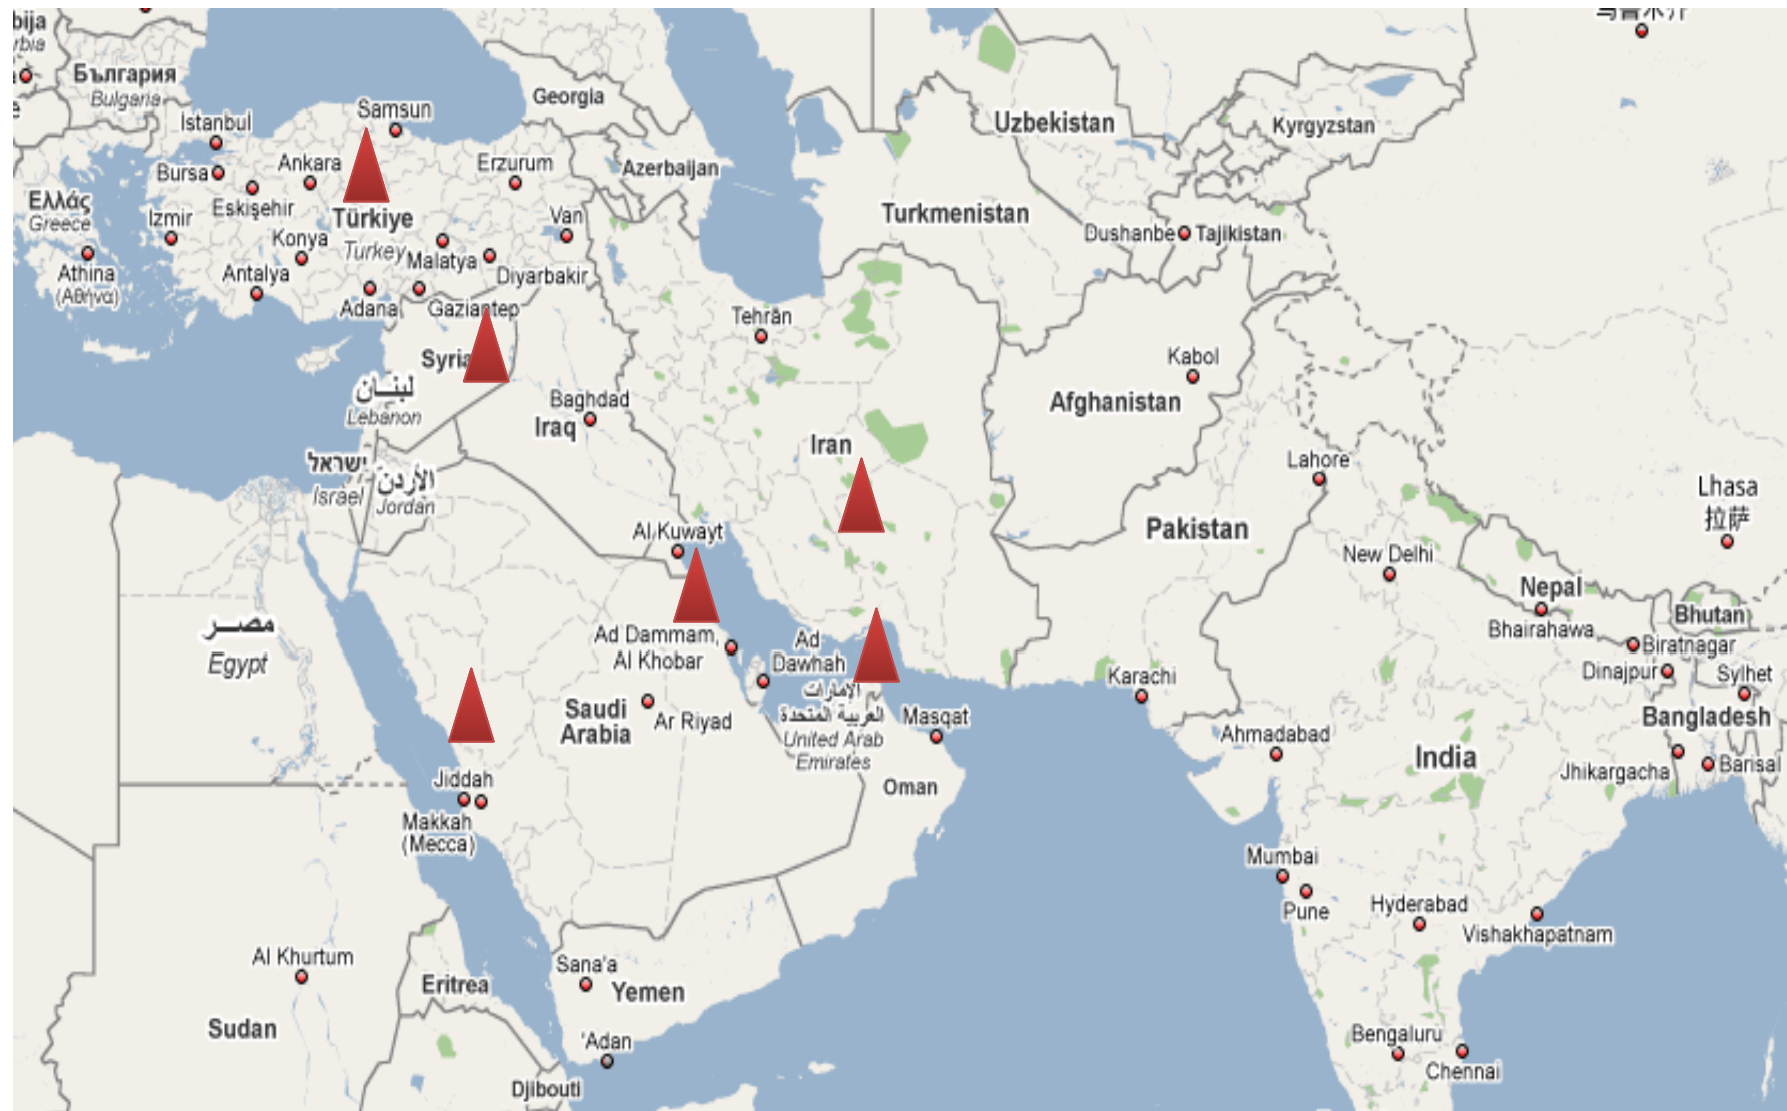 bija
rbia
България
Bulgaria
Istanbul
Samsun
Georgia
Bursa
Ankara
Erzurum
Azerbaijan
Eskişehir
Ελλάς
Greece
Izmir
Türkiye
Turkey
Van
Konya
Malatya
Diyarbakir
Athina
(Αθήνα)
Antalya
Adana
Gaziantep
Syria
لبنان
Lebanon
Baghdad
Iraq
ישראל
Israel
الأردن
Jordan
Uzbekistan
Kyrgyzstan
Turkmenistan
Dushanbe
Tajikistan
Tehrān
Kabol
Afghanistan
Iran
Lahore
Lhasa
拉萨
Al Kuwayt
Pakistan
New Delhi
Nepal
Bhutan
Bhairahawa
Biratnagar
مصر
Egypt
Ad Dammam,
Al Khobar
Ad
Dawhah
Karachi
Dinajpur
Sylhet
Saudi
Arabia
Ar Riyad
الإمارات
العربية المتحدة
United Arab
Emirates
Masqat
Bangladesh
Ahmadabad
India
Jhikargacha
Barisal
Oman
Jiddah
Makkah
(Mecca)
Mumbai
Pune
Hyderabad
Vishakhapatnam
Al Khurtum
Eritrea
Sana'a
Yemen
Sudan
'Adan
Djibouti
Bengaluru
Chennai